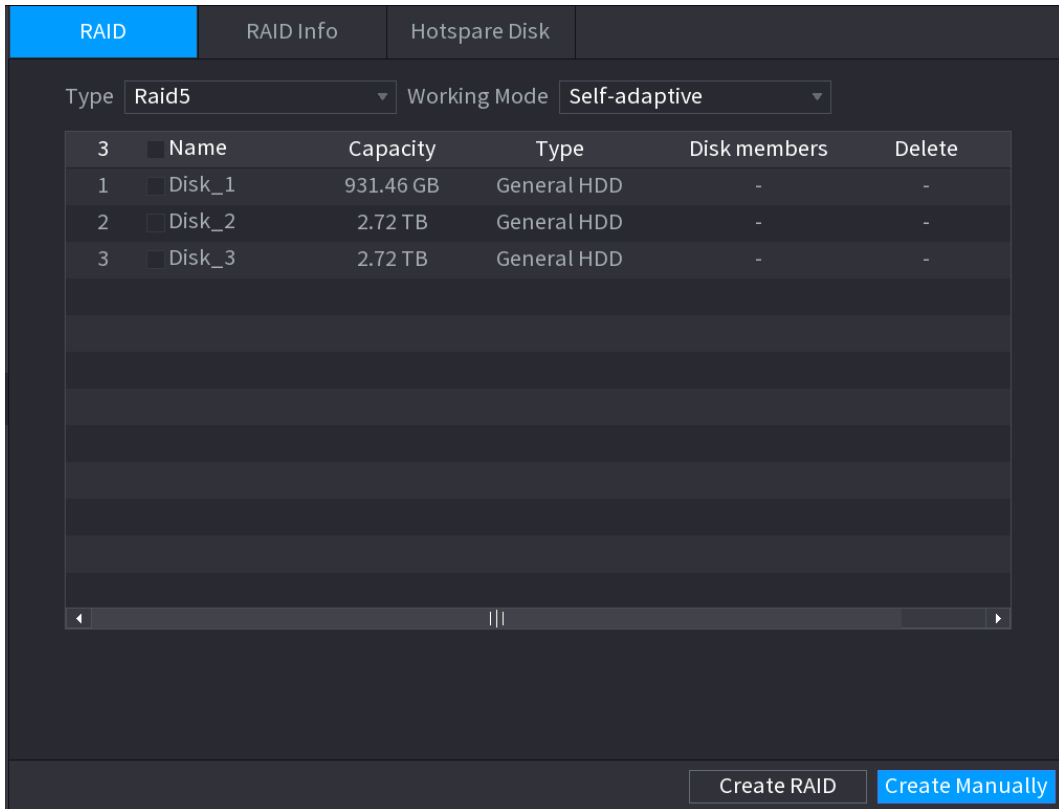 RAID RAID Info Hotspare Disk
Type Raid5 Working Mode Self-adaptive
3 Name Capacity Type Disk members Delete
1 Disk_1 931.46 GB General HDD - -
2 Disk_2 2.72 TB General HDD - -
3 Disk_3 2.72 TB General HDD - -
Create RAID Create Manually